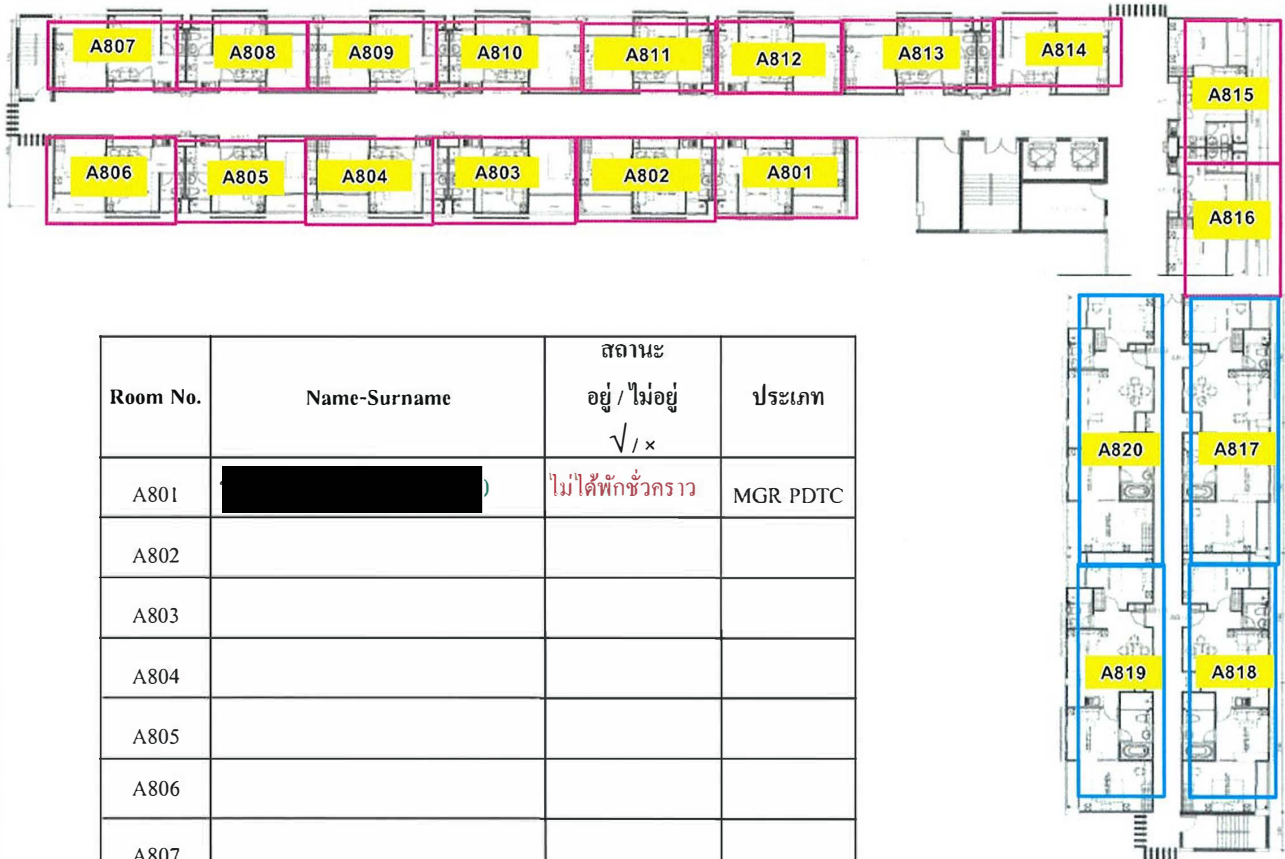 A807
A808
A809
A810
A811
A812
A813
A814
A815
A806
A805
A804
A803
A802
A801
A816
A820
A817
A819
A818
Room No.
Name-Surname
สถานะ
อยู่ / ไม่อยู่
√ / ×
ประเภท
A801
)
ไม่ได้พักชั่วคราว
MGR PDTC
A802
A803
A804
A805
A806
A807